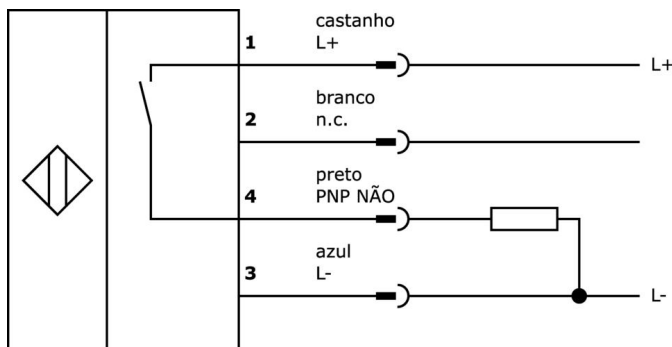 castanho
1 L+
L+
branco
2 n.c.
preto
4 PNP NÃO
azul
3 L-
L-